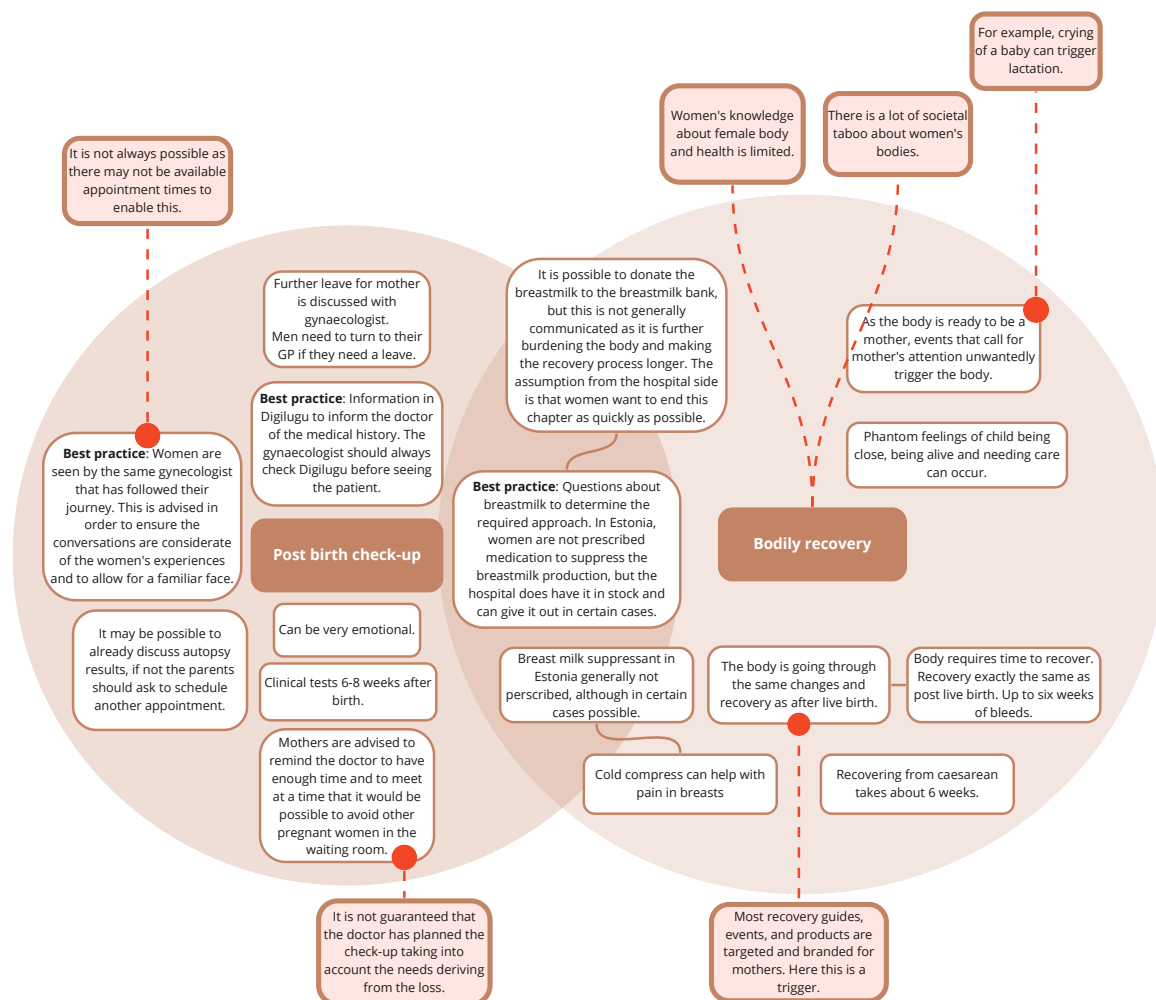 For example, crying
of a baby can trigger
lactation.
Women's knowledge
about female body
and health is limited.
There is a lot of societal
taboo about women's
bodies.
It is not always possible as
there may not be available
appointment times to
enable this.
Further leave for mother
is discussed with
gynaecologist.
Men need to turn to their
GP if they need a leave.
It is possible to donate the
breastmilk to the breastmilk bank,
but this is not generally
communicated as it is further
burdening the body and making
the recovery process longer. The
assumption from the hospital side
is that women want to end this
chapter as quickly as possible.
As the body is ready to be a
mother, events that call for
mother's attention unwantedly
trigger the body.
Best practice: Information in
Digilugu to inform the doctor
of the medical history. The
gynaecologist should always
check Digilugu before seeing
the patient.
Best practice: Women are
seen by the same gynecologist
that has followed their
journey. This is advised in
order to ensure the
conversations are considerate
of the women's experiences
and to allow for a familiar face.
Phantom feelings of child being
close, being alive and needing care
can occur.
Best practice: Questions about
breastmilk to determine the
required approach. In Estonia,
women are not prescribed
medication to suppress the
breastmilk production, but the
hospital does have it in stock and
can give it out in certain cases.
Post birth check-up
Bodily recovery
Can be very emotional.
It may be possible to
already discuss autopsy
results, if not the parents
should ask to schedule
another appointment.
Clinical tests 6-8 weeks after
birth.
Breast milk suppressant in
Estonia generally not
perscribed, although in certain
cases possible.
The body is going through
the same changes and
recovery as after live birth.
Body requires time to recover.
Recovery exactly the same as
post live birth. Up to six weeks
of bleeds.
Mothers are advised to
remind the doctor to have
enough time and to meet
at a time that it would be
possible to avoid other
pregnant women in the
waiting room.
Cold compress can help with
pain in breasts
Recovering from caesarean
takes about 6 weeks.
It is not guaranteed that
the doctor has planned the
check-up taking into
account the needs deriving
from the loss.
Most recovery guides,
events, and products are
targeted and branded for
mothers. Here this is a
trigger.